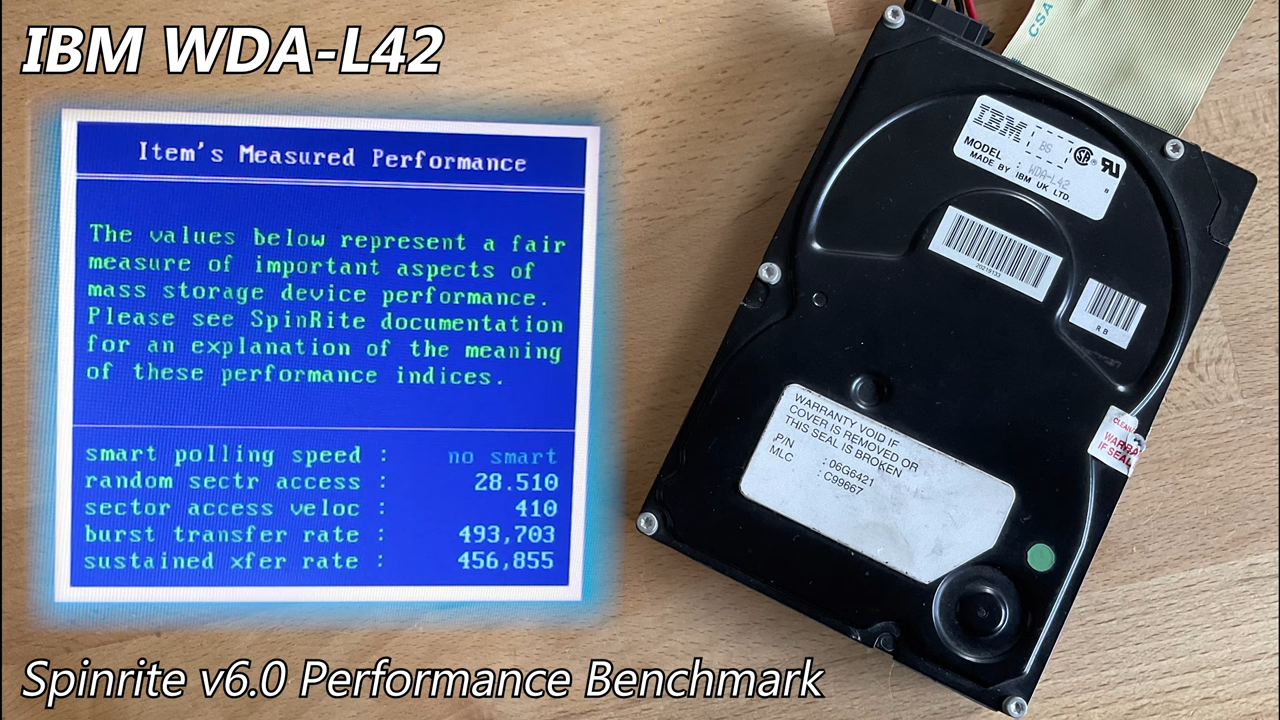 IBM WDA-L42
Item's Measured Performance
The values below represent a fair
measure of important aspects of
mass storage device performance.
Please see SpinRite documentation
for an explanation of the meaning
of these performance indices.
smart polling speed : no smart
random sectr access : 28.510
sector access veloc : 410
burst transfer rate : 493,703
sustained xfer rate : 456,855
Spinrite v6.0 Performance Benchmark
CSA
IBM
MODEL : WDA-L42
MADE BY IBM UK LTD.
R B
WARRANTY VOID IF
COVER IS REMOVED OR
THIS SEAL IS BROKEN
P/N : 06G6421
MLC : C99667
CLEAN
WARRA
IF SEAL